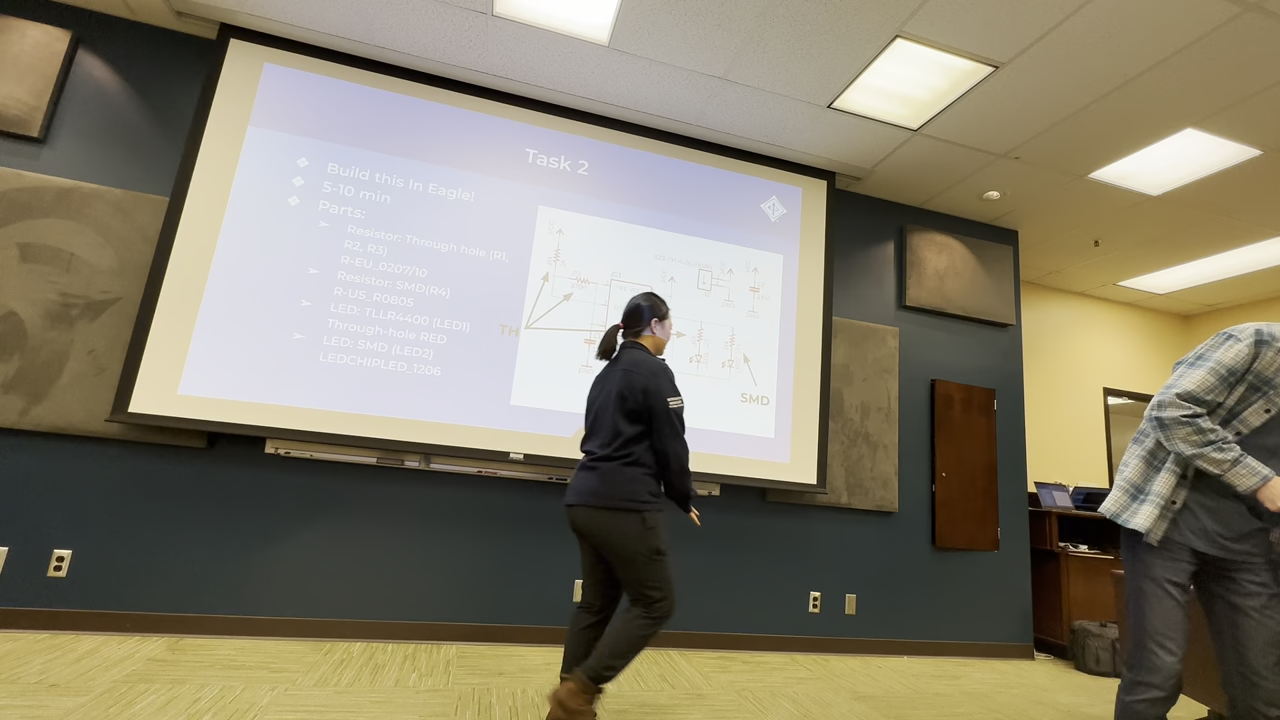 Task 2
Build this in Eagle!
5-10 min
Parts:
Resistor: Through hole (R1,
R2, R3)
R-EU_0207/10
Resistor: SMD(R4)
R-US_R0805
LED: TLLR4400 (LED1)
Through-hole RED
LED: SMD (LED2)
LEDCHIPLED_1206
TH
SMD